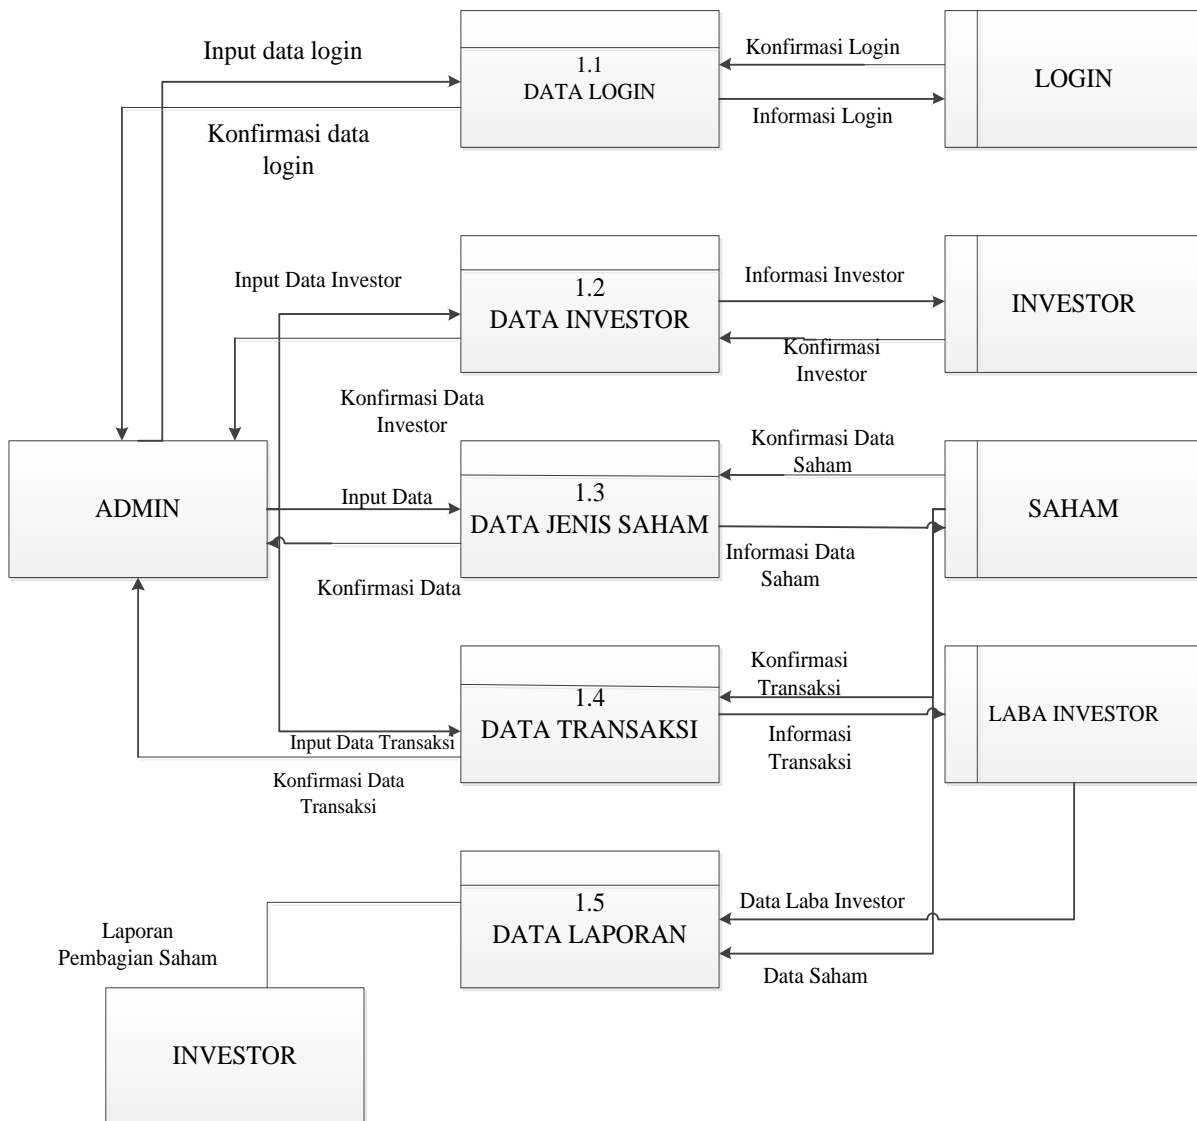 Input data login
Konfirmasi data
login
1.1
DATA LOGIN
Konfirmasi Login
Informasi Login
LOGIN
Input Data Investor
1.2
DATA INVESTOR
Informasi Investor
Konfirmasi
Investor
INVESTOR
Konfirmasi Data
Investor
ADMIN
Input Data
Konfirmasi Data
1.3
DATA JENIS SAHAM
Konfirmasi Data
Saham
Informasi Data
Saham
SAHAM
1.4
DATA TRANSAKSI
Konfirmasi
Transaksi
Informasi
Transaksi
LABA INVESTOR
Input Data Transaksi
Konfirmasi Data
Transaksi
1.5
DATA LAPORAN
Data Laba Investor
Data Saham
Laporan
Pembagian Saham
INVESTOR